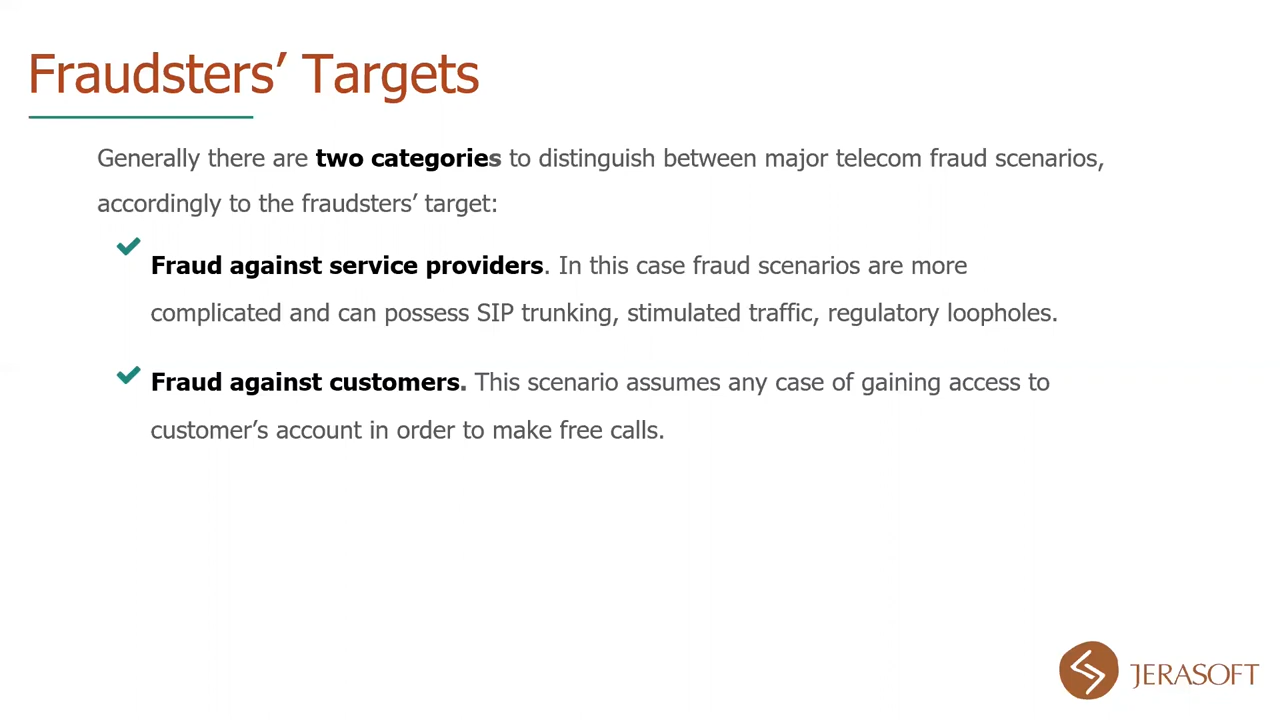 Fraudsters’ Targets
Generally there are two categories to distinguish between major telecom fraud scenarios,
accordingly to the fraudsters’ target:
Fraud against service providers. In this case fraud scenarios are more
complicated and can possess SIP trunking, stimulated traffic, regulatory loopholes.
Fraud against customers. This scenario assumes any case of gaining access to
customer’s account in order to make free calls.
JERASOFT